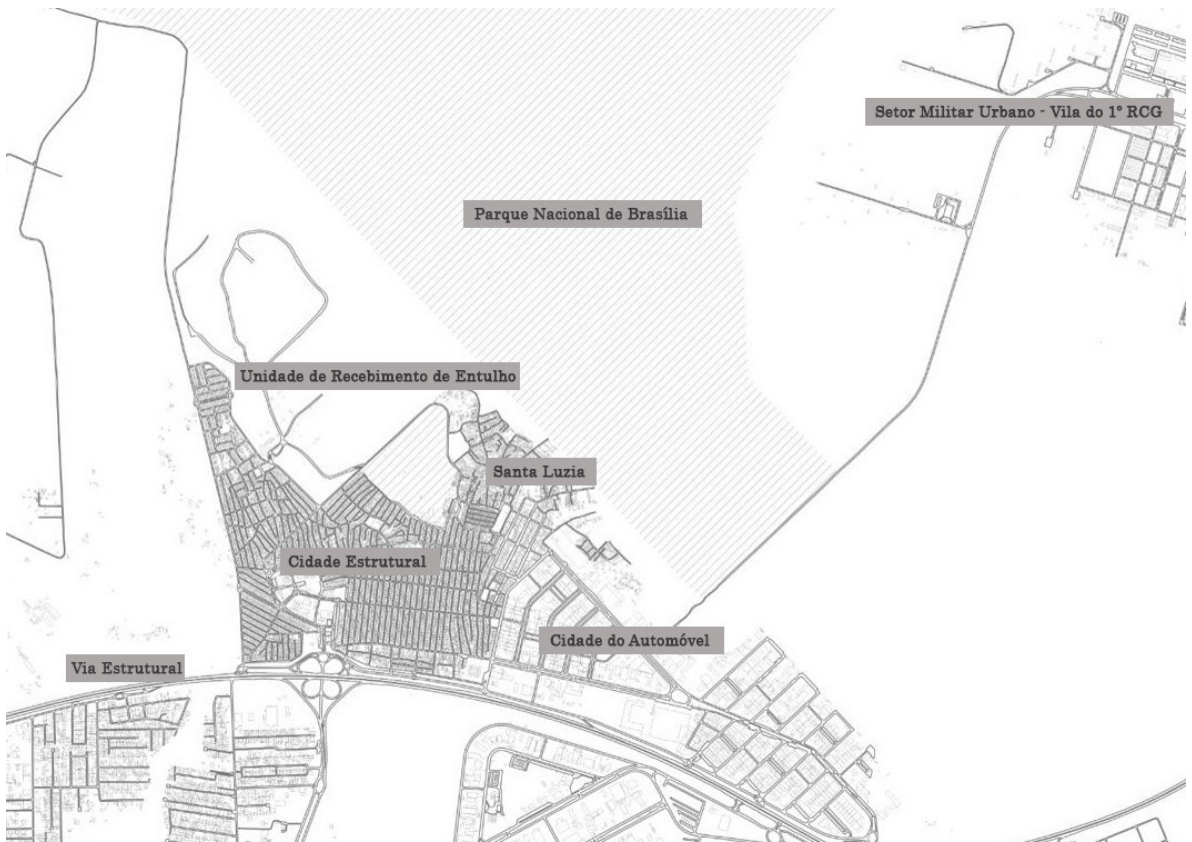 Setor Militar Urbano - Vila do 1º RCG
Parque Nacional de Brasília
Unidade de Recebimento de Entulho
Santa Luzia
Cidade Estrutural
Cidade do Automóvel
Via Estrutural